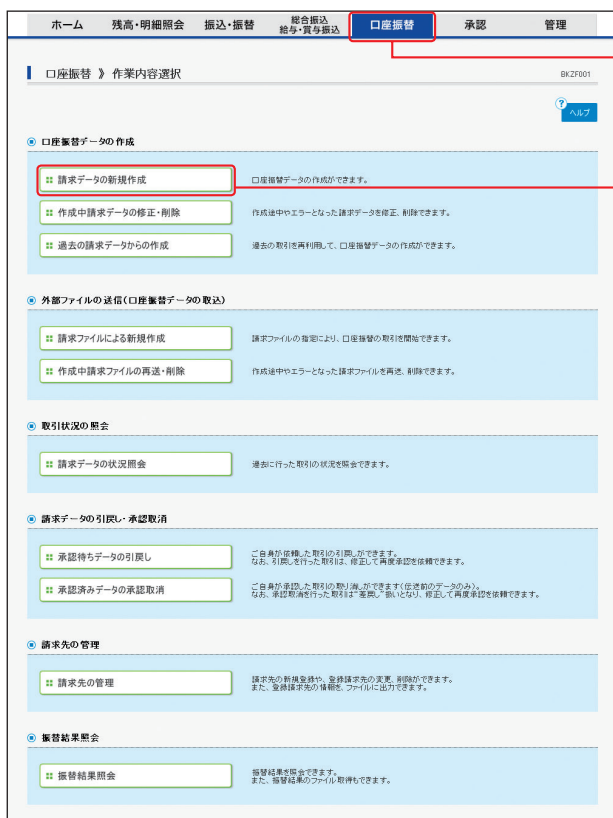 ホーム 残高・明細照会 振込・振替 総合振込 給与・賞与振込 口座振替 承認 管理
口座振替 》 作業内容選択 BKZF001
? ヘルプ
口座振替データの作成
請求データの新規作成 口座振替データの作成ができます。
作成中請求データの修正・削除 作成途中やエラーとなった請求データを修正、削除できます。
過去の請求データからの作成 過去の取引を再利用して、口座振替データの作成ができます。
外部ファイルの送信(口座振替データの取込)
請求ファイルによる新規作成 請求ファイルの指定により、口座振替の取引を開始できます。
作成中請求ファイルの再送・削除 作成途中やエラーとなった請求ファイルを再送、削除できます。
取引状況の照会
請求データの状況照会 過去に行った取引の状況を照会できます。
請求データの引戻し・承認取消
承認待ちデータの引戻し ご自身が依頼した取引の引戻しができます。
なお、引戻しを行った取引は、修正して再度承認を依頼できます。
承認済みデータの承認取消 ご自身が承認した取引の取り消しができます(伝送前のデータのみ)。
なお、承認取消を行った取引は"差戻し"扱いとなり、修正して再度承認を依頼できます。
請求先の管理
請求先の管理 請求先の新規登録や、登録請求先の変更、削除ができます。
また、登録請求先の情報を、ファイルに出力できます。
振替結果照会
振替結果照会 振替結果を照会できます。
また、振替結果のファイル取得もできます。